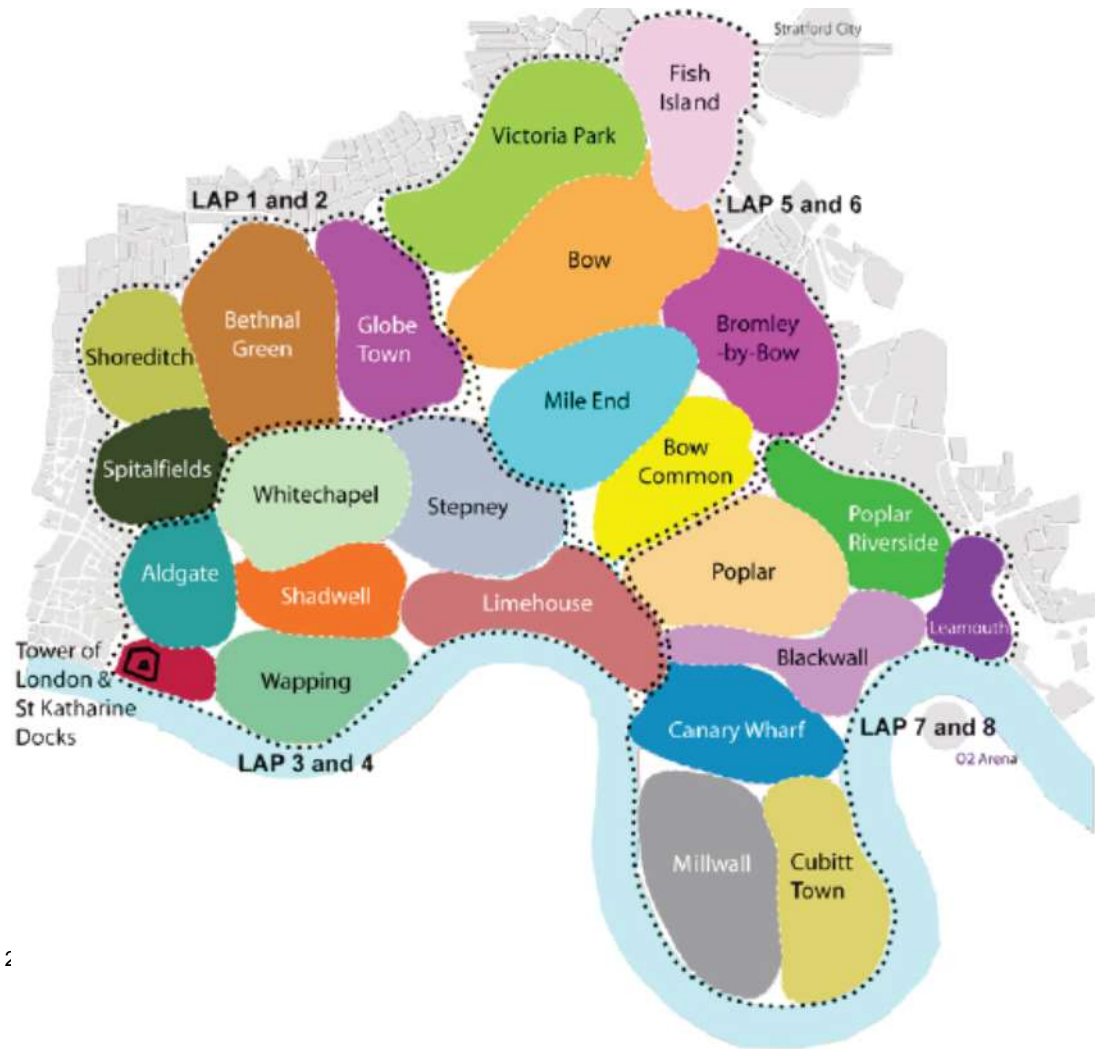 Stratford City
Fish
Island
Victoria Park
LAP 1 and 2
LAP 5 and 6
Bow
Bethnal
Green
Globe
Town
Bromley
-by-Bow
Shoreditch
Mile End
Bow
Common
Spitalfields
Whitechapel
Stepney
Poplar
Riverside
Aldgate
Poplar
Shadwell
Limehouse
Leamouth
Tower of
London &
St Katharine
Docks
Blackwall
Wapping
Canary Wharf
LAP 7 and 8
LAP 3 and 4
O2 Arena
Millwall
Cubitt
Town